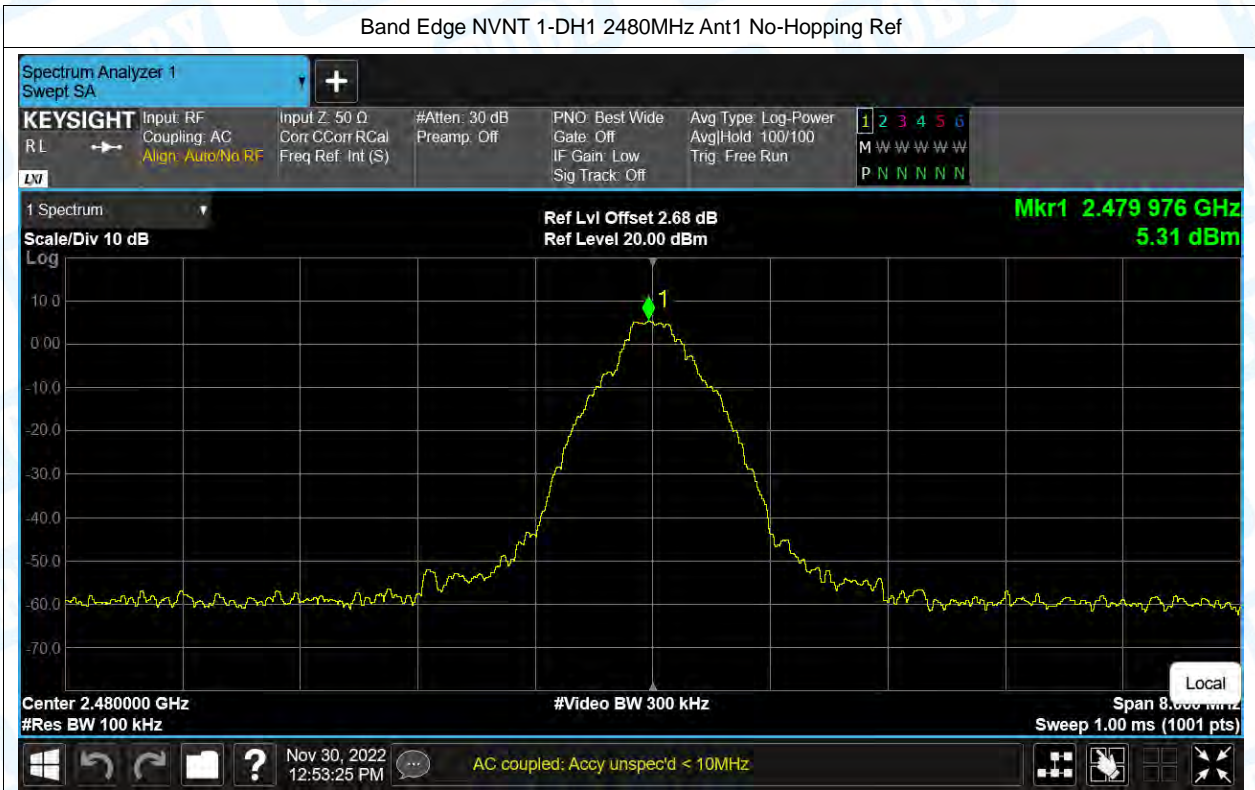 Band Edge NVNT 1-DH1 2480MHz Ant1 No-Hopping Ref
Spectrum Analyzer 1
Swept SA
+
KEYSIGHT
RL
LXI
Input: RF
Coupling: AC
Align: Auto/No RF
Input Z: 50 Ω
Corr CCorr RCal
Freq Ref: Int (S)
#Atten: 30 dB
Preamp: Off
PNO: Best Wide
Gate: Off
IF Gain: Low
Sig Track: Off
Avg Type: Log-Power
Avg|Hold: 100/100
Trig: Free Run
1 2 3 4 5 6
M W W W W W
P N N N N N
1 Spectrum
Scale/Div 10 dB
Ref Lvl Offset 2.68 dB
Ref Level 20.00 dBm
Mkr1 2.479 976 GHz
5.31 dBm
Log
1
10.0
0.00
-10.0
-20.0
-30.0
-40.0
-50.0
-60.0
-70.0
Local
Center 2.480000 GHz
#Res BW 100 kHz
#Video BW 300 kHz
Span
Sweep 1.00 ms (1001 pts)
?
Nov 30, 2022
12:53:25 PM
AC coupled: Accy unspec'd < 10MHz